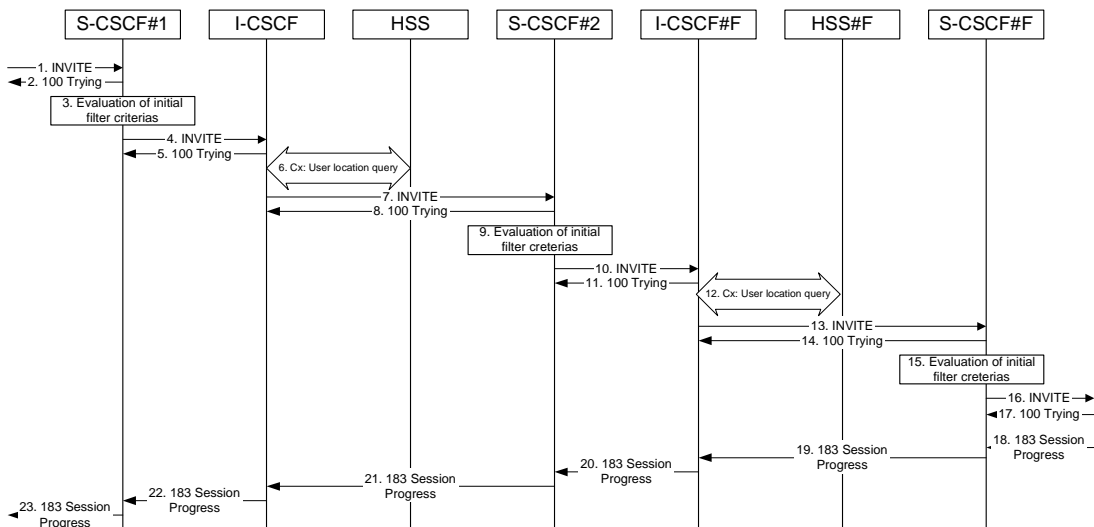 S-CSCF#1
I-CSCF
HSS
S-CSCF#2
I-CSCF#F
HSS#F
S-CSCF#F
1. INVITE
2. 100 Trying
3. Evaluation of initial
filter criterias
4. INVITE
5. 100 Trying
6. Cx: User location query
7. INVITE
8. 100 Trying
9. Evaluation of initial
filter creterias
10. INVITE
11. 100 Trying
12. Cx: User location query
13. INVITE
14. 100 Trying
15. Evaluation of initial
filter creterias
16. INVITE
17. 100 Trying
18. 183 Session
Progress
19. 183 Session
Progress
20. 183 Session
Progress
21. 183 Session
Progress
22. 183 Session
Progress
23. 183 Session
Progress